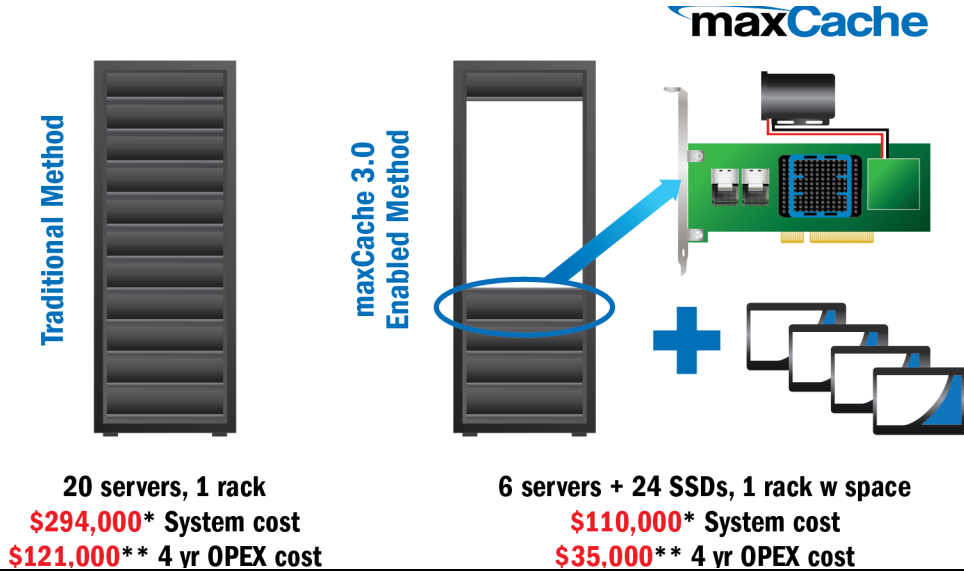 maxCache
Traditional Method
maxCache 3.0
Enabled Method
20 servers, 1 rack
$294,000* System cost
$121,000** 4 yr OPEX cost
6 servers + 24 SSDs, 1 rack w space
$110,000* System cost
$35,000** 4 yr OPEX cost